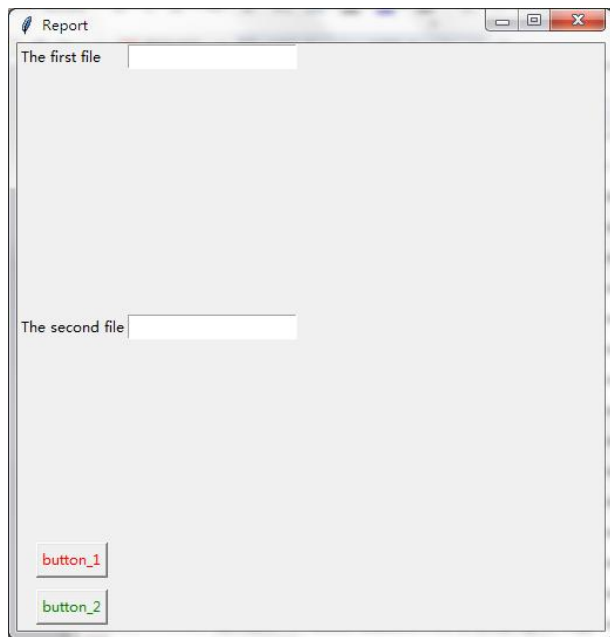 Report
The first file
The second file
button_1
button_2